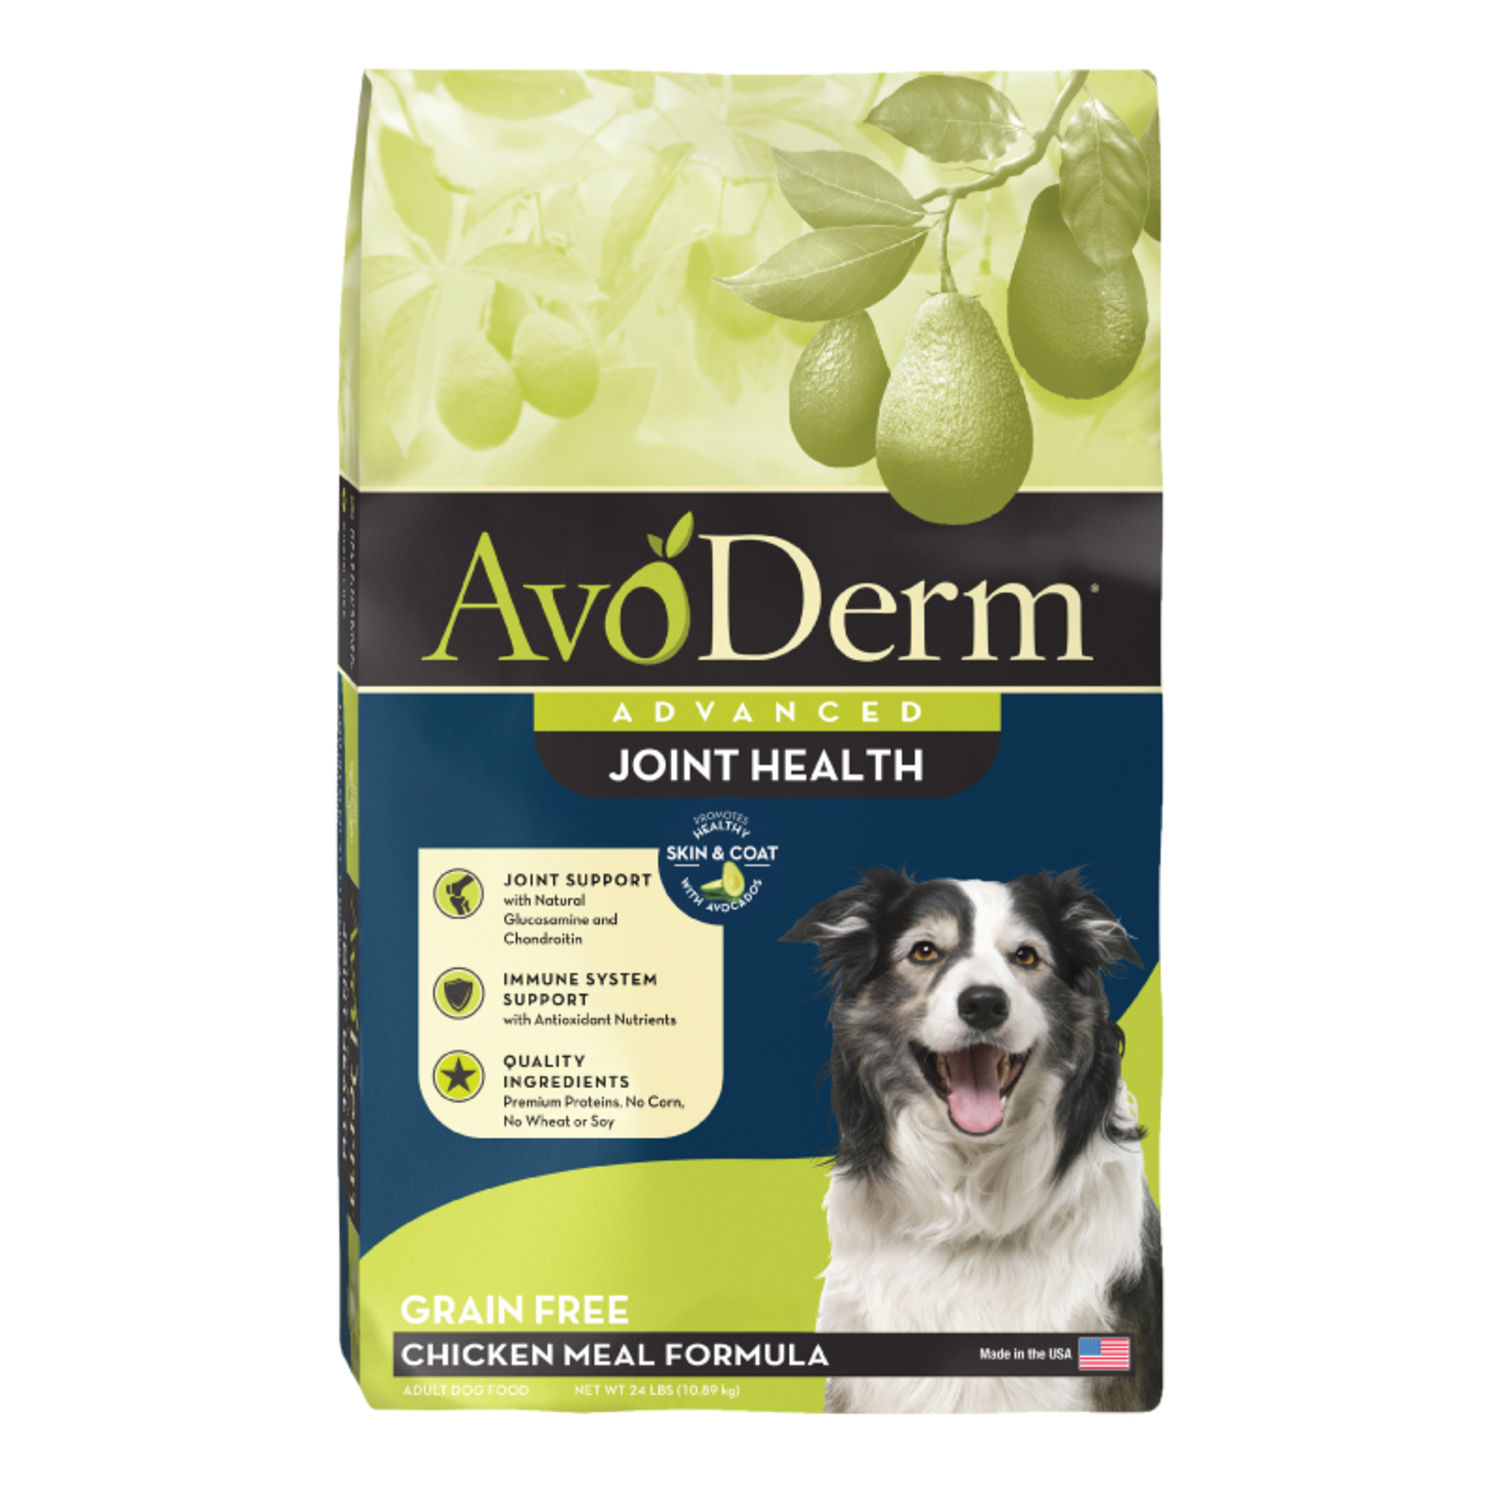 AvoDerm®
ADVANCED
JOINT HEALTH
PROMOTES
HEALTHY
SKIN & COAT
WITH AVOCADOS
JOINT SUPPORT
with Natural
Glucosamine and
Chondroitin
IMMUNE SYSTEM
SUPPORT
with Antioxidant Nutrients
QUALITY
INGREDIENTS
Premium Proteins. No Corn,
No Wheat or Soy
GRAIN FREE
CHICKEN MEAL FORMULA
Made in the USA
ADULT DOG FOOD NET WT 24 LBS (10.89 kg)